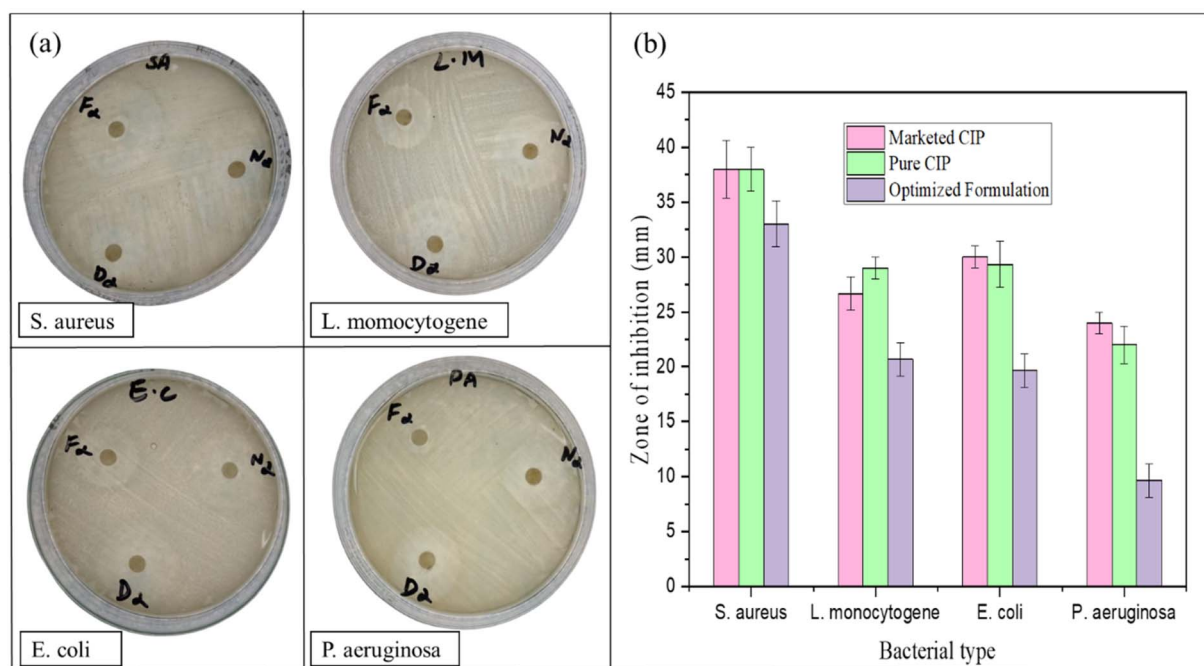 (a)
SA
F2
N2
D2
S. aureus
L.M
F2
N2
D2
L. momocytogene
E.C
F2
N2
D2
E. coli
PA
F2
N2
D2
P. aeruginosa
(b)
45
40
35
30
25
20
15
10
5
0
Zone of inhibition (mm)
Marketed CIP
Pure CIP
Optimized Formulation
S. aureus L. monocytogene E. coli P. aeruginosa
Bacterial type